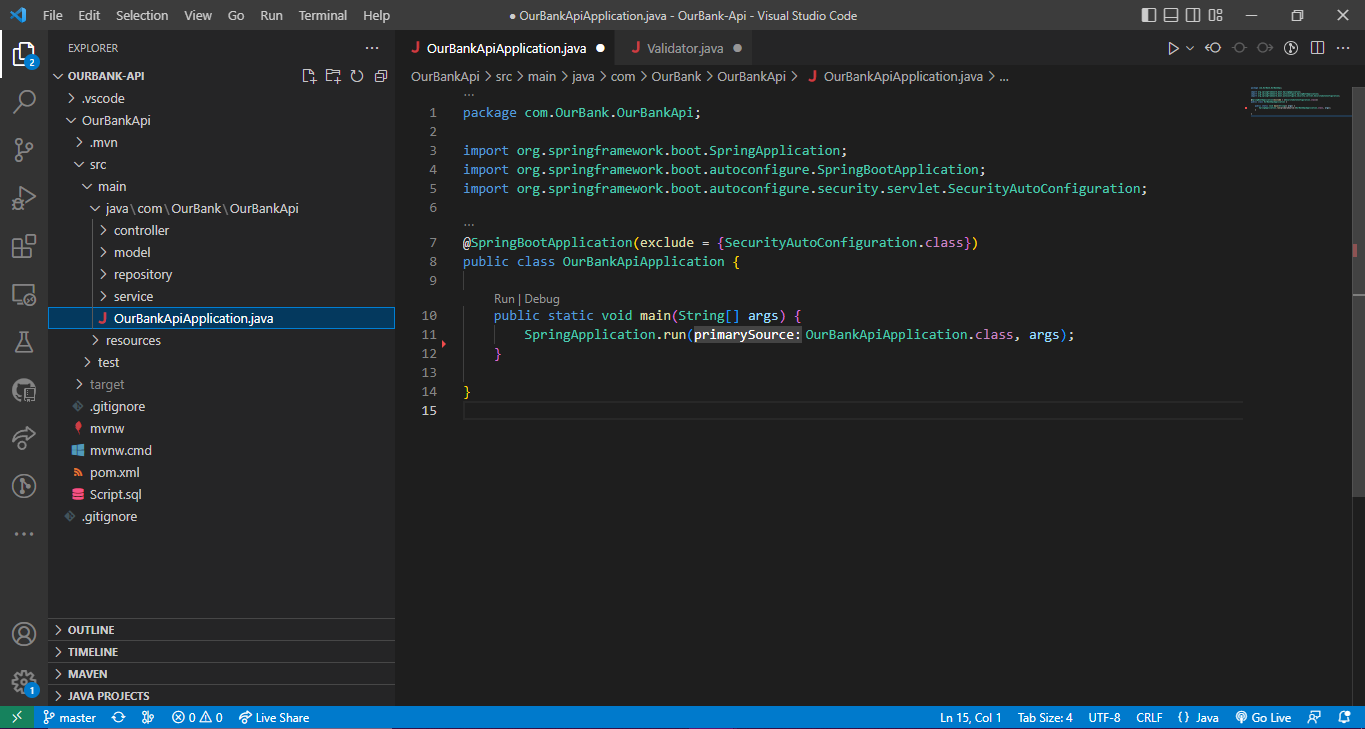 File Edit Selection View Go Run Terminal Help
● OurBankApiApplication.java - OurBank-Api - Visual Studio Code
EXPLORER
OURBANK-API
.vscode
OurBankApi
.mvn
src
main
java\com\OurBank\OurBankApi
controller
model
repository
service
J OurBankApiApplication.java
resources
test
target
.gitignore
mvnw
mvnw.cmd
pom.xml
Script.sql
.gitignore
OUTLINE
TIMELINE
MAVEN
JAVA PROJECTS
2
1
J OurBankApiApplication.java ●
J Validator.java ●
OurBankApi > src > main > java > com > OurBank > OurBankApi > J OurBankApiApplication.java > ...
...
1 package com.OurBank.OurBankApi;
2
3 import org.springframework.boot.SpringApplication;
4 import org.springframework.boot.autoconfigure.SpringBootApplication;
5 import org.springframework.boot.autoconfigure.security.servlet.SecurityAutoConfiguration;
6
...
7 @SpringBootApplication(exclude = {SecurityAutoConfiguration.class})
8 public class OurBankApiApplication {
9
Run | Debug
10 public static void main(String[] args) {
11 SpringApplication.run(primarySource: OurBankApiApplication.class, args);
12 }
13
14 }
15
master
0 0
Live Share
Ln 15, Col 1
Tab Size: 4
UTF-8
CRLF
{ } Java
Go Live